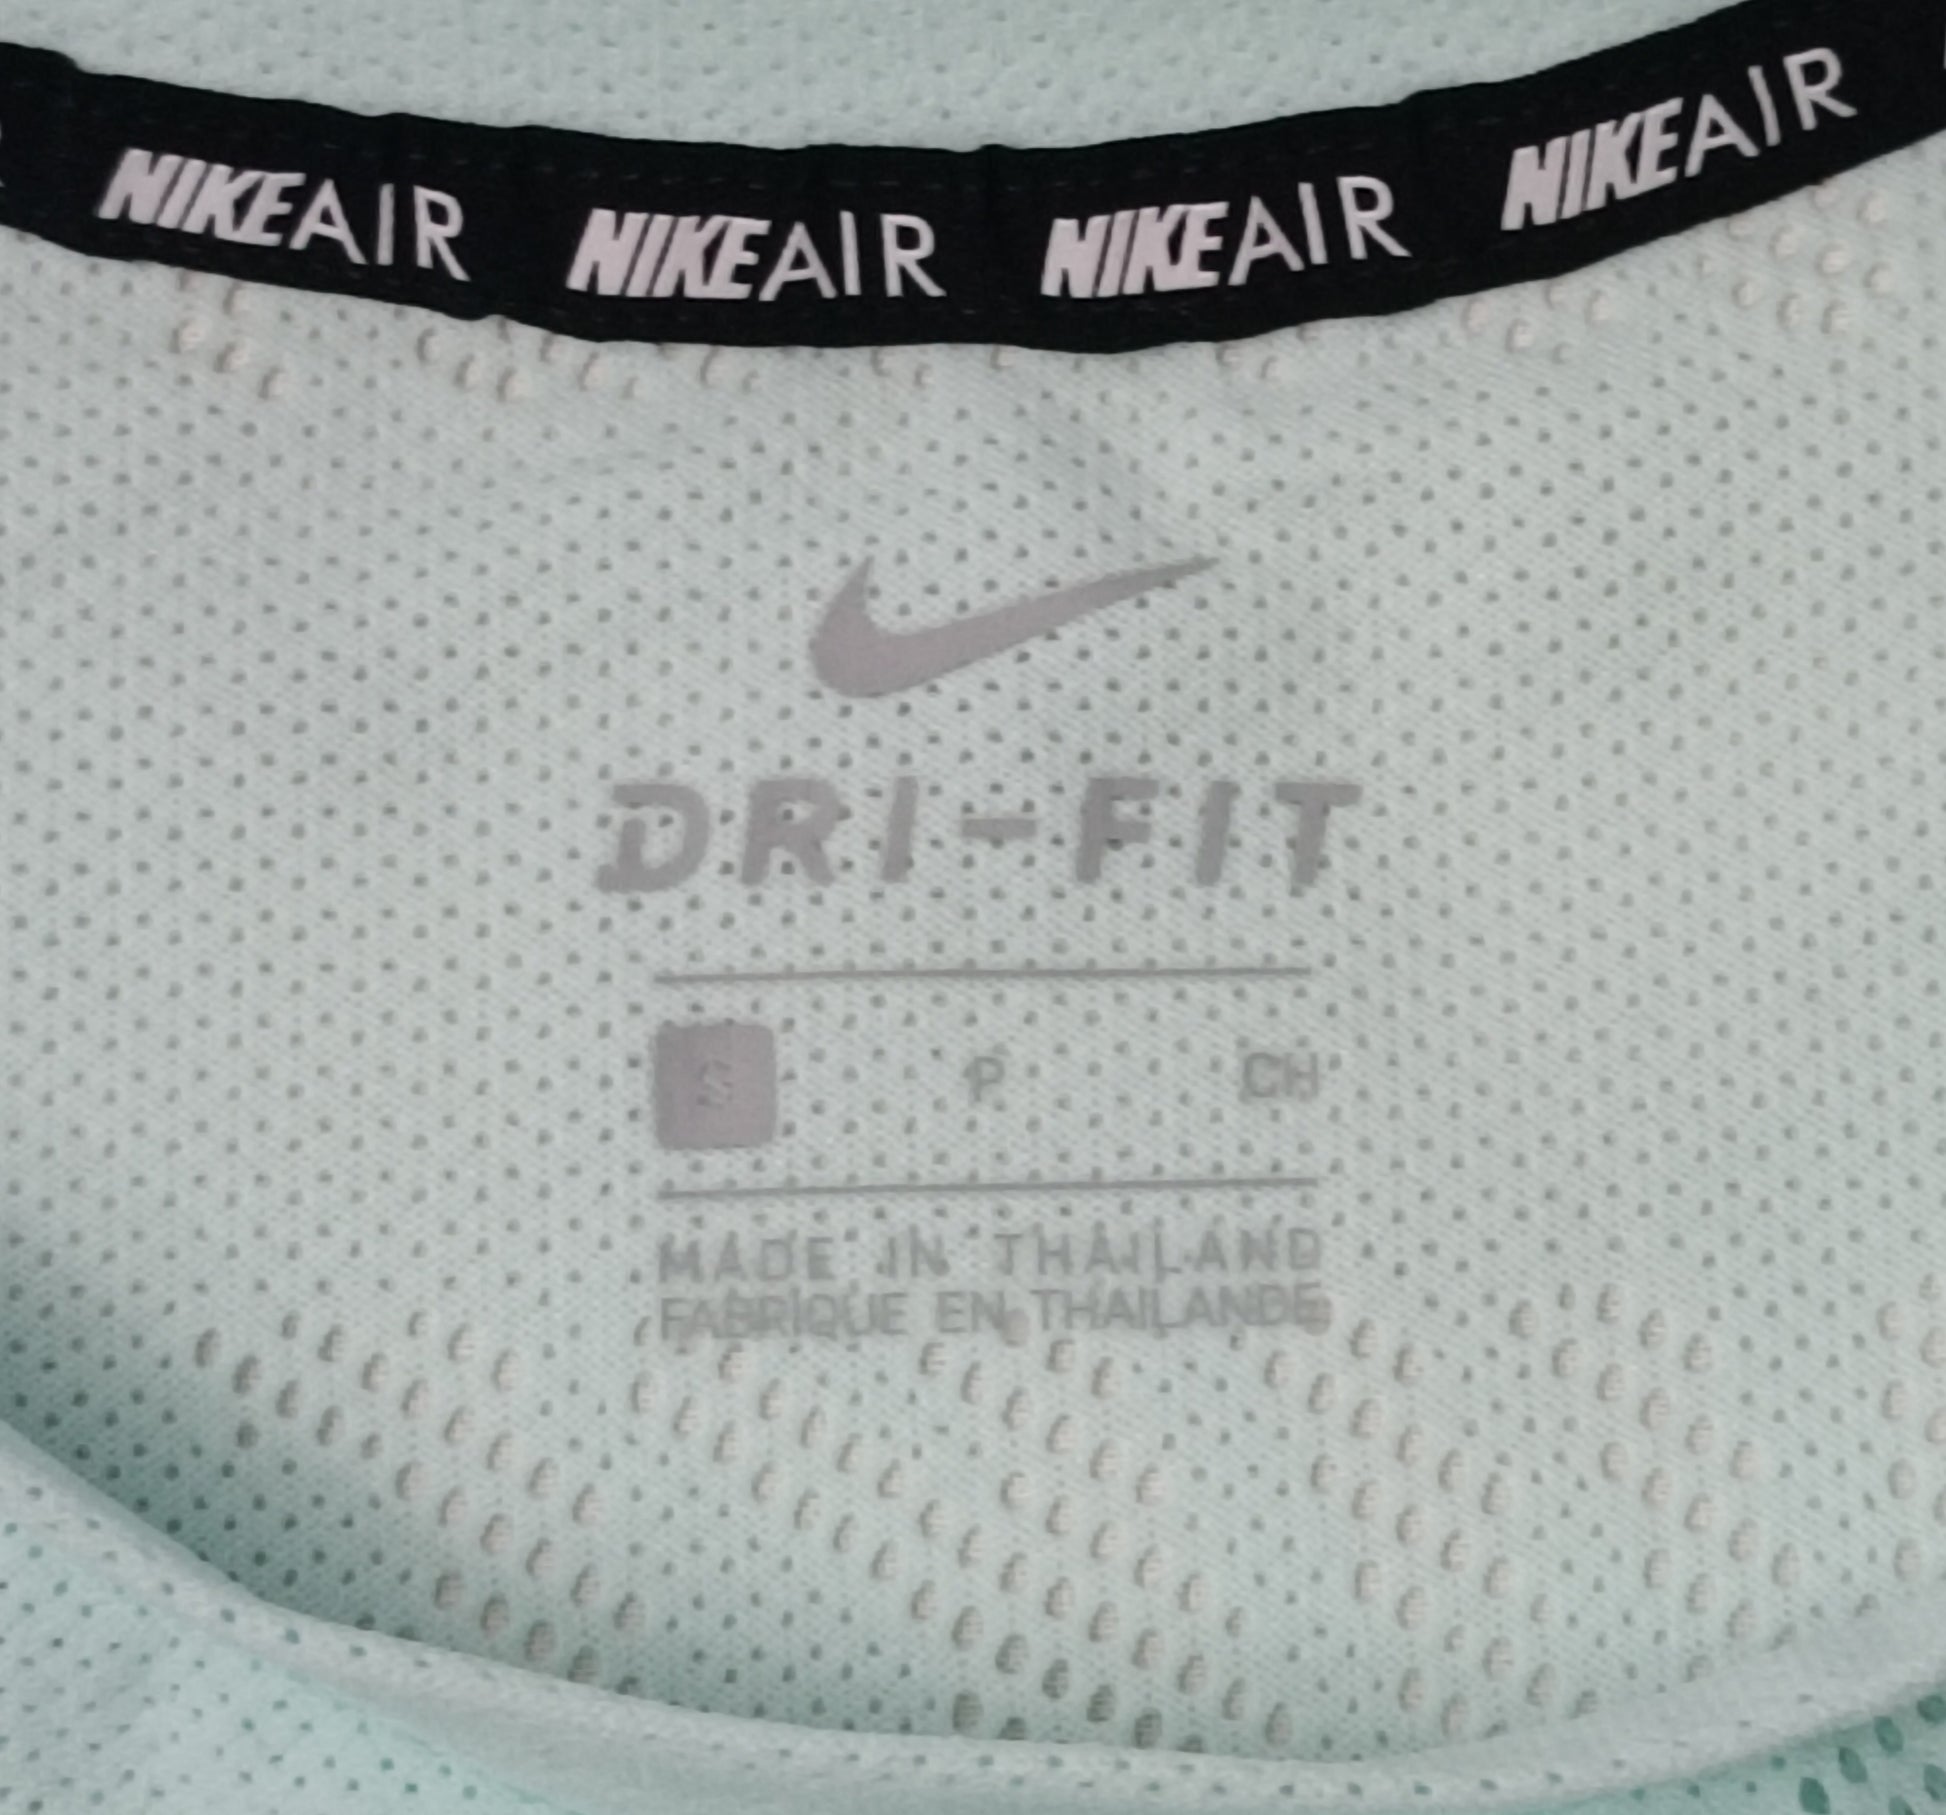 NIKEAIR NIKEAIR NIKEAIR NIKEAIR
DRI-FIT
S P CH
MADE IN THAILAND
FABRIQUE EN THAILANDE